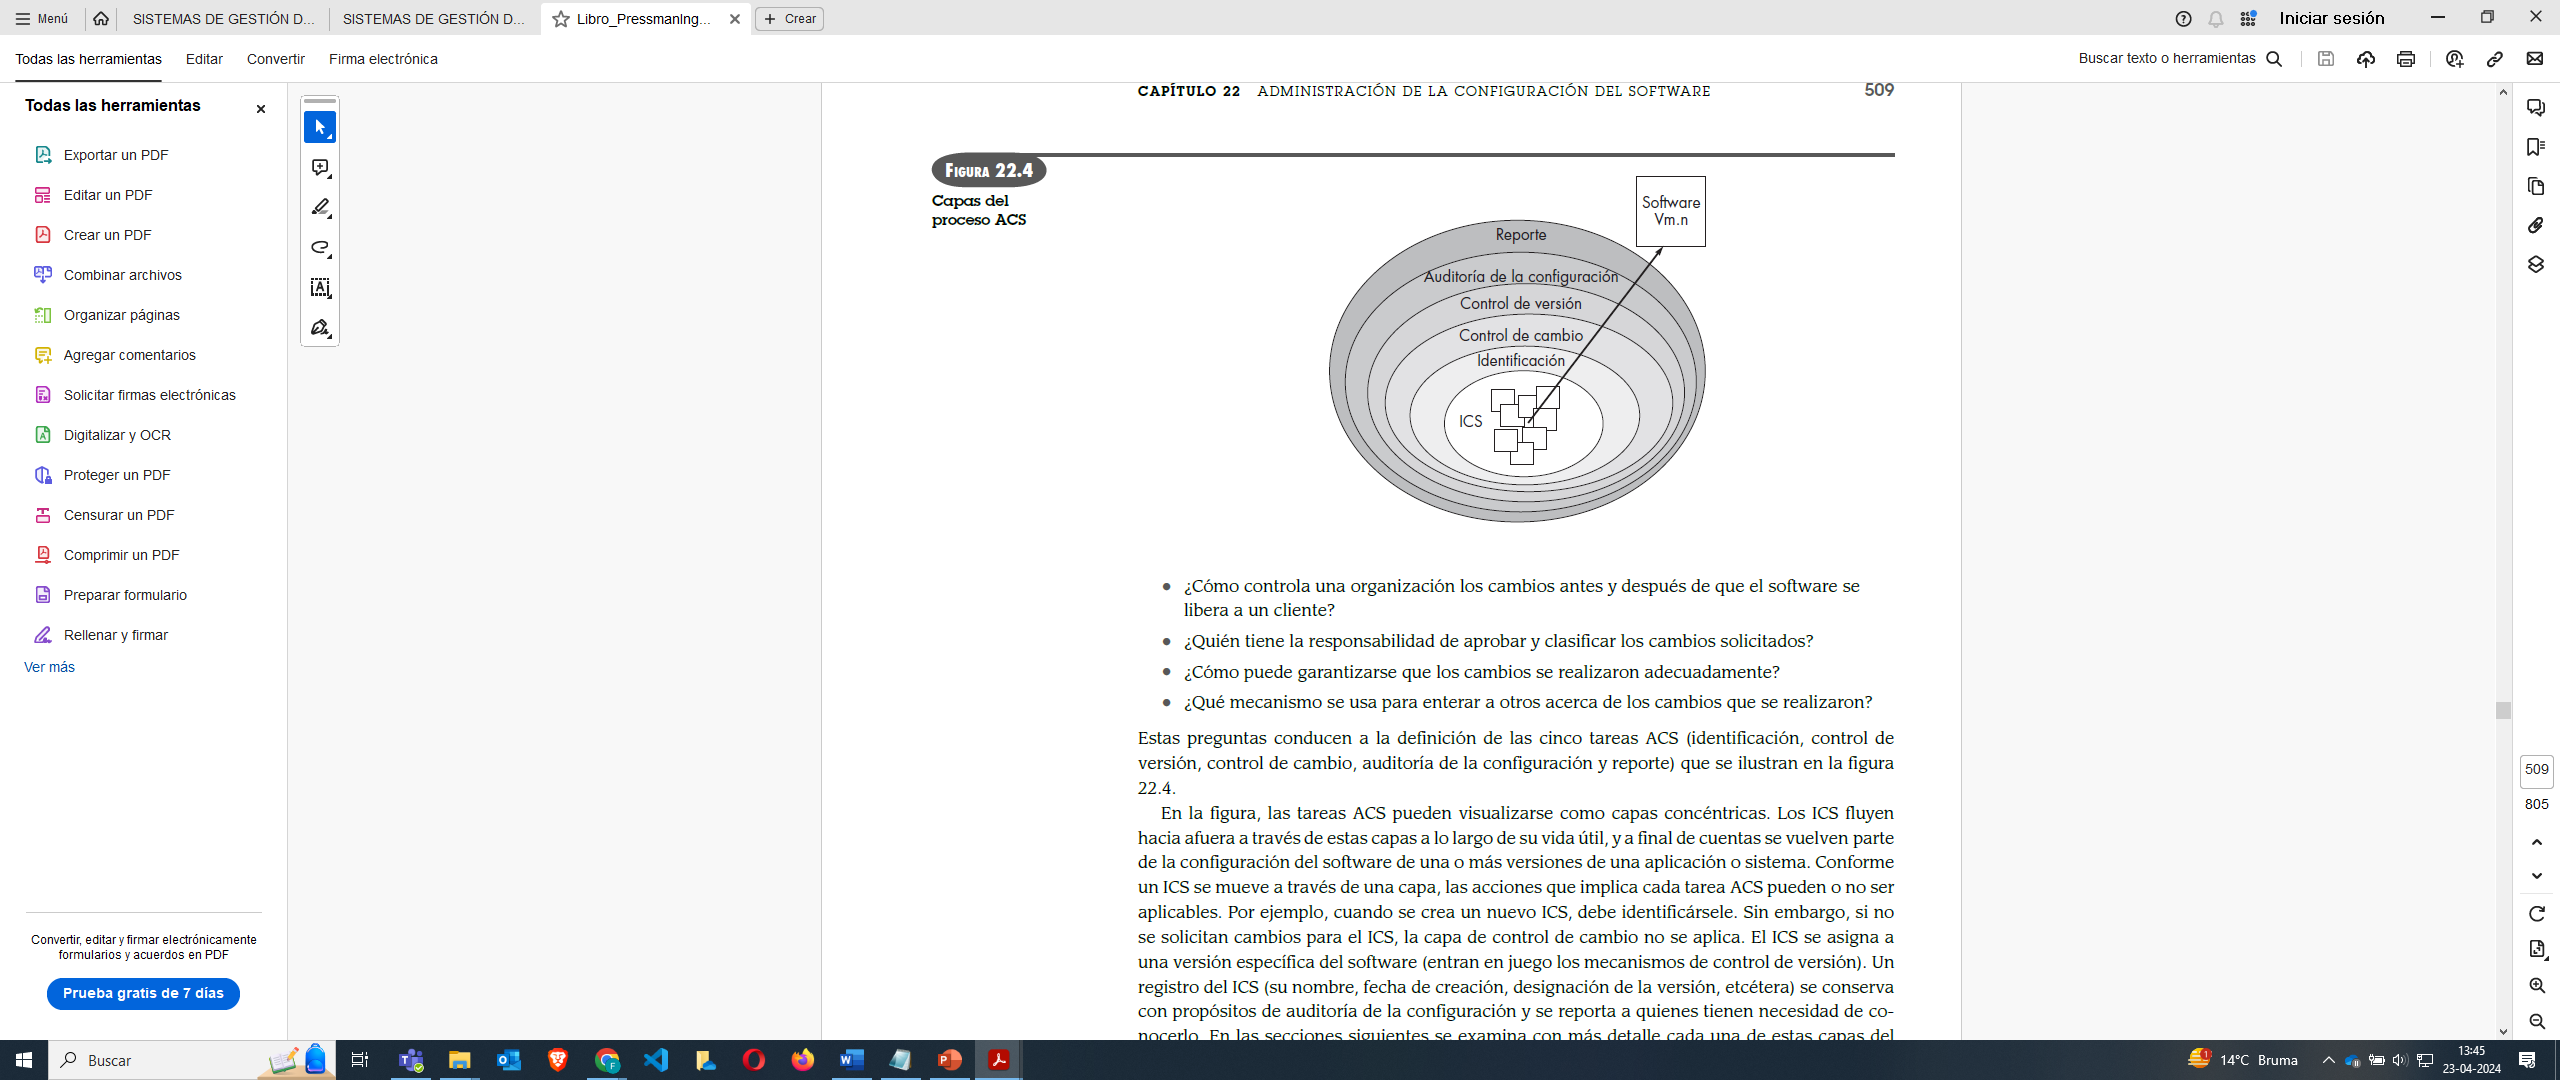 Menú
SISTEMAS DE GESTIÓN D...
SISTEMAS DE GESTIÓN D...
Libro_PressmanIng...
Crear
Iniciar sesión
Todas las herramientas
Editar
Convertir
Firma electrónica
Buscar texto o herramientas
Todas las herramientas
Exportar un PDF
Editar un PDF
Crear un PDF
Combinar archivos
Organizar páginas
Agregar comentarios
Solicitar firmas electrónicas
Digitalizar y OCR
Proteger un PDF
Censurar un PDF
Comprimir un PDF
Preparar formulario
Rellenar y firmar
Ver más
Convertir, editar y firmar electrónicamente
formularios y acuerdos en PDF
Prueba gratis de 7 días
CAPÍTULO 22 ADMINISTRACIÓN DE LA CONFIGURACIÓN DEL SOFTWARE 509
FIGURA 22.4
Capas del
proceso ACS
Software
Vm.n
Reporte
Auditoría de la configuración
Control de versión
Control de cambio
Identificación
ICS
• ¿Cómo controla una organización los cambios antes y después de que el software se
libera a un cliente?
• ¿Quién tiene la responsabilidad de aprobar y clasificar los cambios solicitados?
• ¿Cómo puede garantizarse que los cambios se realizaron adecuadamente?
• ¿Qué mecanismo se usa para enterar a otros acerca de los cambios que se realizaron?
Estas preguntas conducen a la definición de las cinco tareas ACS (identificación, control de
versión, control de cambio, auditoría de la configuración y reporte) que se ilustran en la figura
22.4.
En la figura, las tareas ACS pueden visualizarse como capas concéntricas. Los ICS fluyen
hacia afuera a través de estas capas a lo largo de su vida útil, y a final de cuentas se vuelven parte
de la configuración del software de una o más versiones de una aplicación o sistema. Conforme
un ICS se mueve a través de una capa, las acciones que implica cada tarea ACS pueden o no ser
aplicables. Por ejemplo, cuando se crea un nuevo ICS, debe identificársele. Sin embargo, si no
se solicitan cambios para el ICS, la capa de control de cambio no se aplica. El ICS se asigna a
una versión específica del software (entran en juego los mecanismos de control de versión). Un
registro del ICS (su nombre, fecha de creación, designación de la versión, etcétera) se conserva
con propósitos de auditoría de la configuración y se reporta a quienes tienen necesidad de co-
nocerlo. En las secciones siguientes se examina con más detalle cada una de estas capas del
509
805
Buscar
14°C Bruma
13:45
23-04-2024